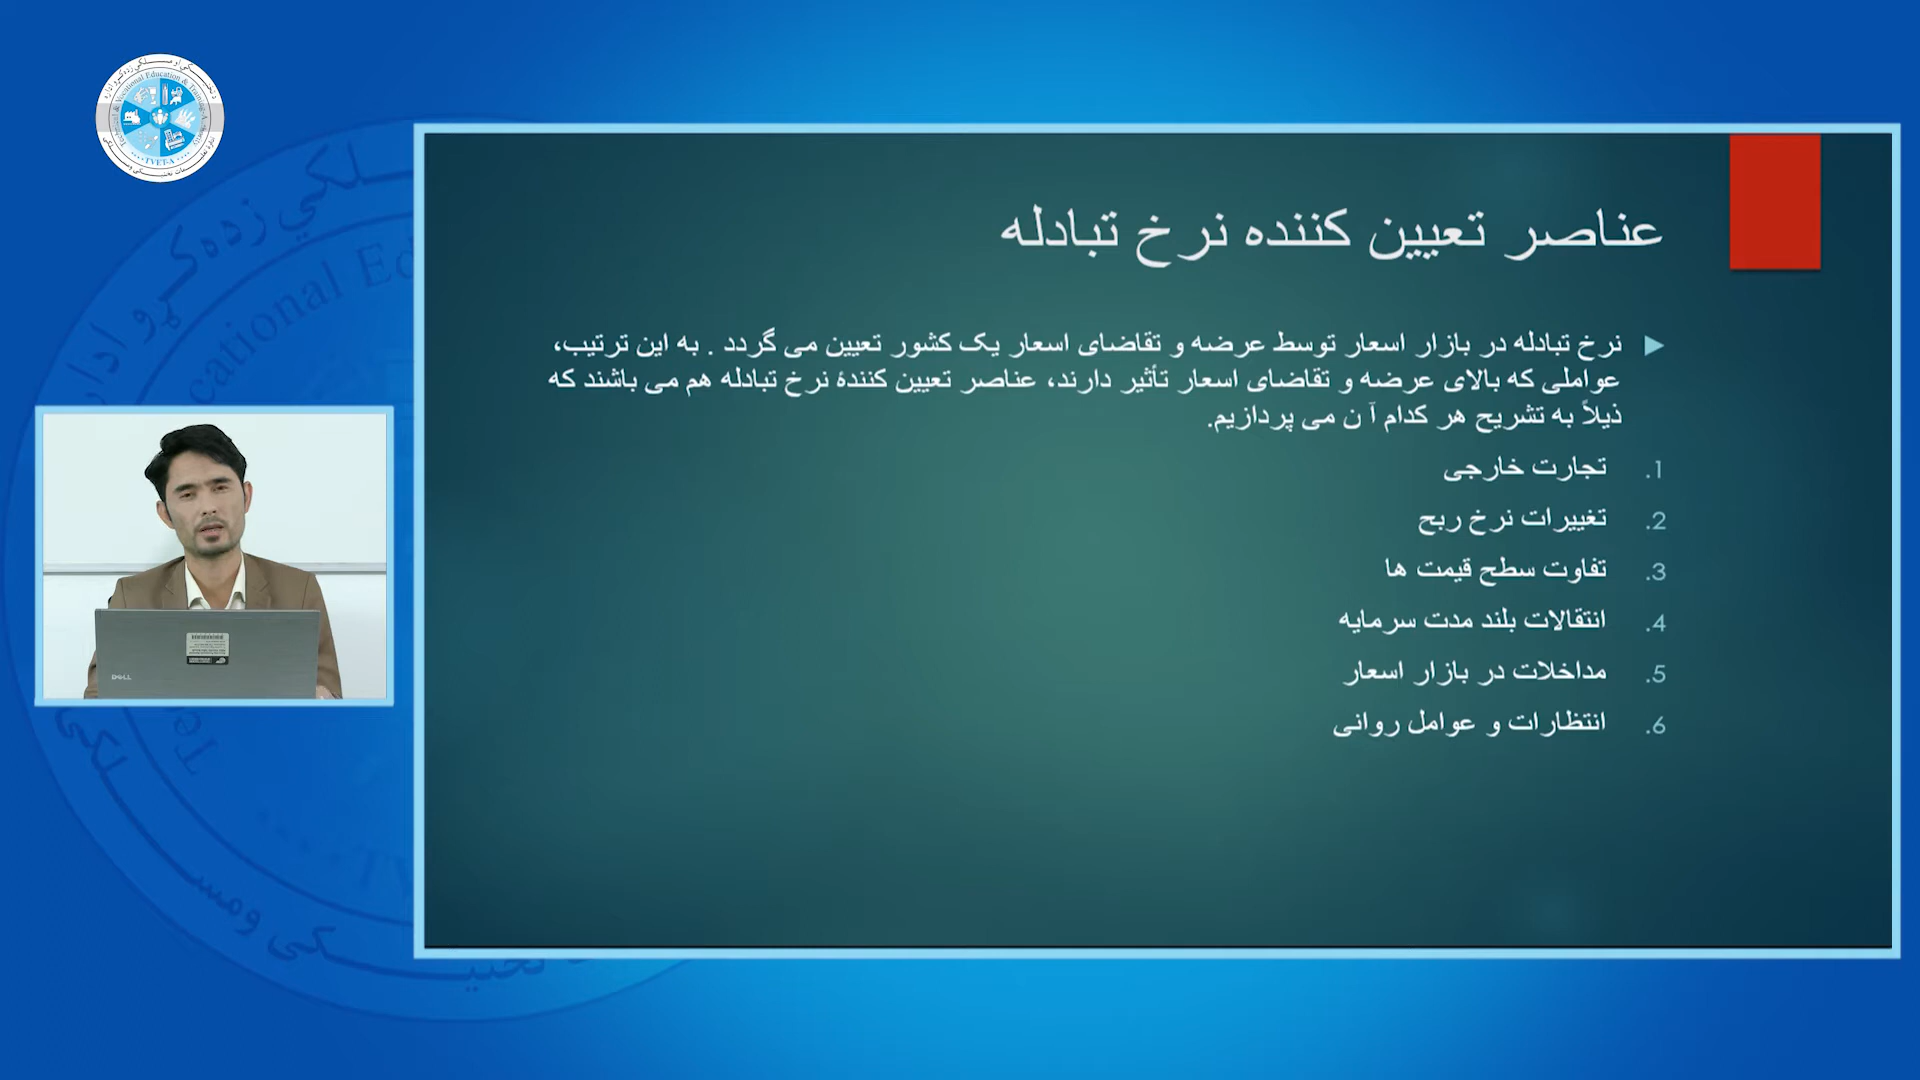 عناصر تعیین کننده نرخ تبادله
نرخ تبادله در بازار اسعار توسط عرضه و تقاضای اسعار یک کشور تعیین می گردد . به این ترتیب،
عواملی که بالای عرضه و تقاضای اسعار تأثیر دارند، عناصر تعیین کنندۀ نرخ تبادله هم می باشند که
ذیلاً به تشریح هر کدام آ ن می پردازیم.
1. تجارت خارجی
2. تغییرات نرخ ربح
3. تفاوت سطح قیمت ها
4. انتقالات بلند مدت سرمایه
5. مداخلات در بازار اسعار
6. انتظارات و عوامل روانی
TVET-A
DELL